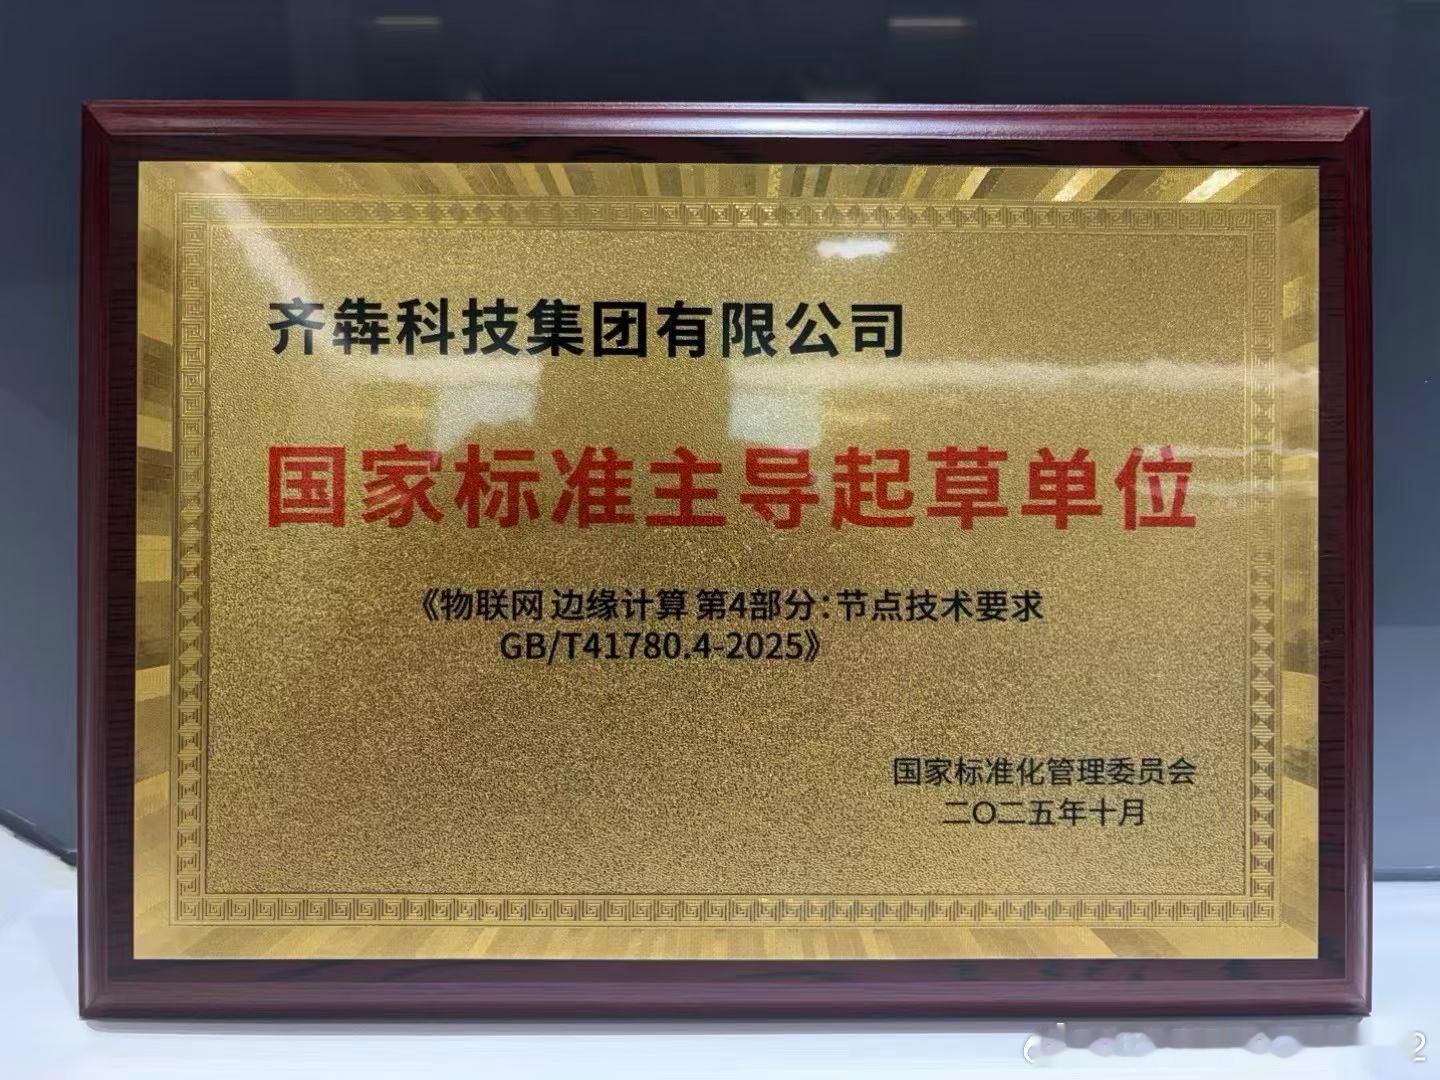 齐犇科技集团有限公司
国家标准主导起草单位
《物联网 边缘计算 第4部分：节点技术要求
GB/T41780.4-2025》
国家标准化管理委员会
二〇二五年十月